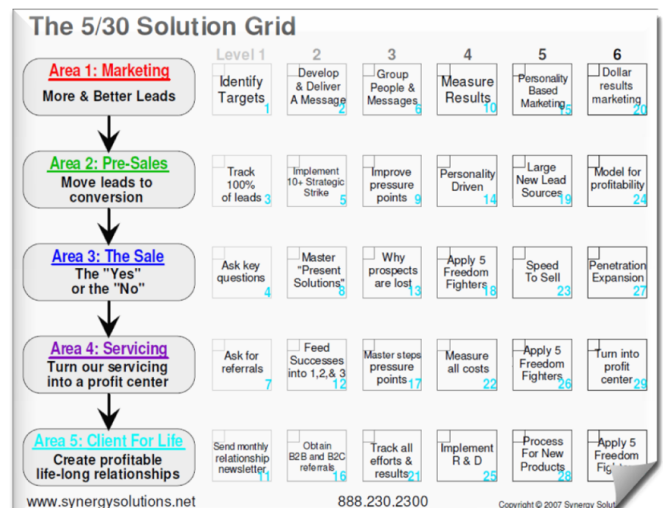 The 5/30 Solution Grid
Level 1 2 3 4 5 6
Area 1: Marketing
More & Better Leads
Identify
Targets
1
Develop
& Deliver
A Message
2
Group
People &
Messages
6
Measure
Results
10
Personality
Based
Marketing
15
Dollar
results
marketing
20
Area 2: Pre-Sales
Move leads to
conversion
Track
100%
of leads 3
Implement
10+ Strategic
Strike
5
Improve
pressure
points 9
Personality
Driven
14
Large
New Lead
Sources
19
Model for
profitability
24
Area 3: The Sale
The "Yes"
or the "No"
Ask key
questions
4
Master
"Present
Solutions"
8
Why
prospects
are lost
13
Apply 5
Freedom
Fighters
18
Speed
To Sell
23
Penetration
Expansion
27
Area 4: Servicing
Turn our servicing
into a profit center
Ask for
referrals
7
Feed
Successes
into 1,2,& 3
12
Master steps
pressure
points 17
Measure
all costs
22
Apply 5
Freedom
Fighters
26
Turn into
profit
center
29
Area 5: Client For Life
Create profitable
life-long relationships
Send monthly
relationship
newsletter
11
Obtain
B2B and B2C
referrals
16
Track all
efforts &
results 21
Implement
R & D
25
Process
For New
Products
28
Apply 5
Freedom
www.synergysolutions.net 888.230.2300 Copyright © 2007 Synergy